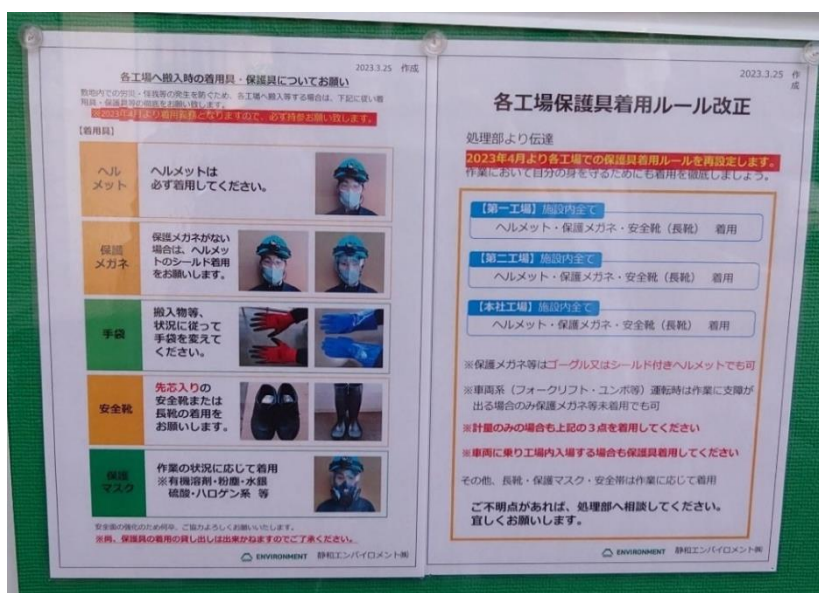 2023.3.25 作成
各工場へ搬入時の着用具・保護具についてお願い
敷地内での労災・怪我等の発生を防ぐため、各工場へ搬入等する場合は、下記に従い着
用具・保護具等の徹底をお願い致します。
※2023年4月より着用義務となりますので、必ず持参お願い致します。
【着用具】
ヘル
メット
ヘルメットは
必ず着用してください。
保護
メガネ
保護メガネがない
場合は、ヘルメッ
トのシールド着用
をお願いします。
手袋
搬入物等、
状況に従って
手袋を変えて
ください。
安全靴
先芯入りの
安全靴または
長靴の着用を
お願いします。
保護
マスク
作業の状況に応じて着用
※有機溶剤・粉塵・水銀
硫酸・ハロゲン系 等
安全面の強化のため何卒、ご協力よろしくお願いいたします。
※尚、保護具の着用の貸し出しは出来かねますのでご了承ください。
ENVIRONMENT 静和エンバイロメント㈱
2023.3.25 作
成
各工場保護具着用ルール改正
処理部より伝達
2023年4月より各工場での保護具着用ルールを再設定します。
作業において自分の身を守るためにも着用を徹底しましょう。
【第一工場】施設内全て
ヘルメット・保護メガネ・安全靴（長靴） 着用
【第二工場】施設内全て
ヘルメット・保護メガネ・安全靴（長靴） 着用
【本社工場】施設内全て
ヘルメット・保護メガネ・安全靴（長靴） 着用
※保護メガネ等はゴーグル又はシールド付きヘルメットでも可
※車両系（フォークリフト・ユンボ等）運転時は作業に支障が
出る場合のみ保護メガネ等未着用でも可
※計量のみの場合も上記の３点を着用してください
※車両に乗り工場内入場する場合も保護具着用してください
その他、長靴・保護マスク・安全帯は作業に応じて着用
ご不明点があれば、処理部へ相談してください。
宜しくお願いします。
ENVIRONMENT 静和エンバイロメント㈱